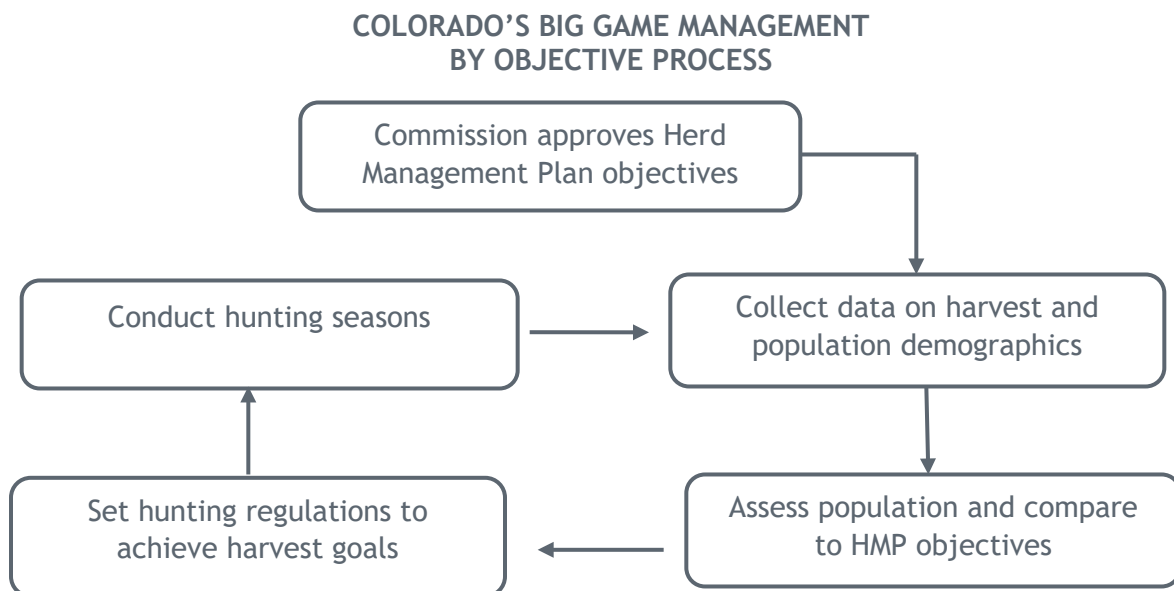 COLORADO’S BIG GAME MANAGEMENT
BY OBJECTIVE PROCESS
Commission approves Herd
Management Plan objectives
Conduct hunting seasons
Collect data on harvest and
population demographics
Set hunting regulations to
achieve harvest goals
Assess population and compare
to HMP objectives